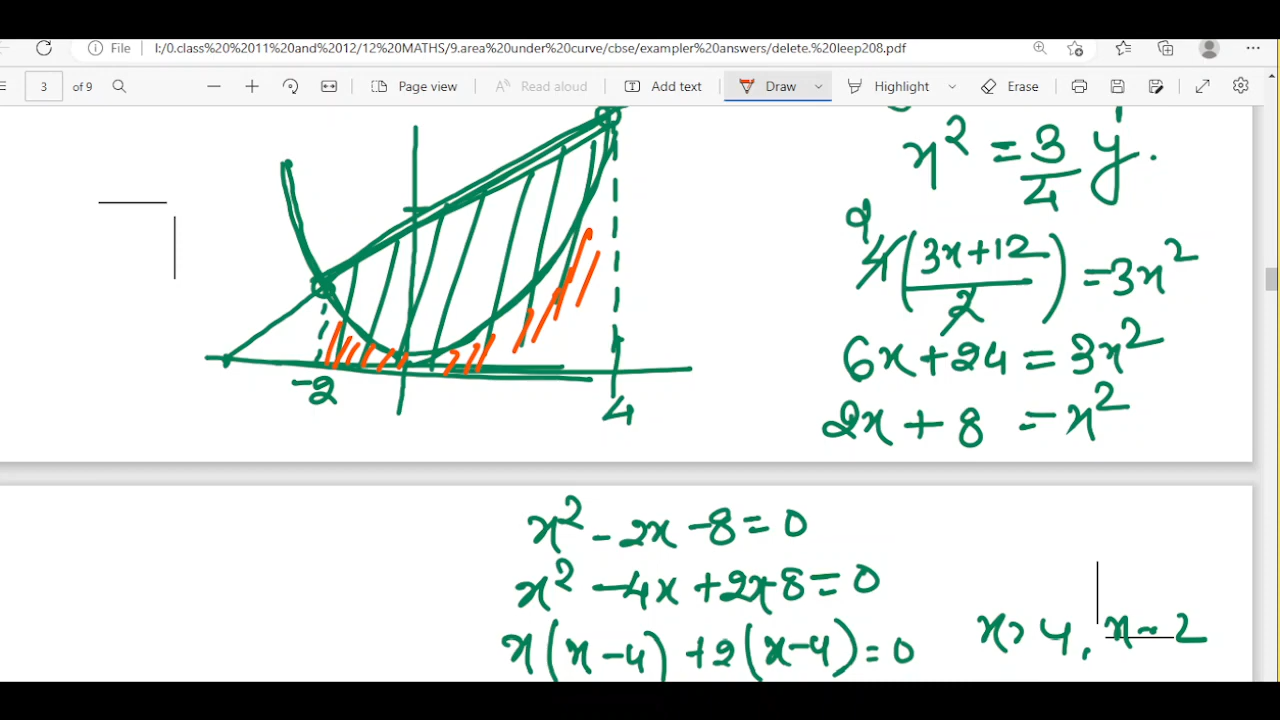 File I:/0.class%20%2011%20and%2012/12%20MATHS/9.area%20under%20curve/cbse/exampler%20answers/delete.%20leep208.pdf
3 of 9 Page view Read aloud Add text Draw Highlight Erase
x² = 3/4 y.
2
4(3x+12/2) = 3x²
6x + 24 = 3x²
2x + 8 = x²
-2 4
x² - 2x - 8 = 0
x² - 4x + 2x - 8 = 0
x(x-4) + 2(x-4) = 0 x = 4, x - 2